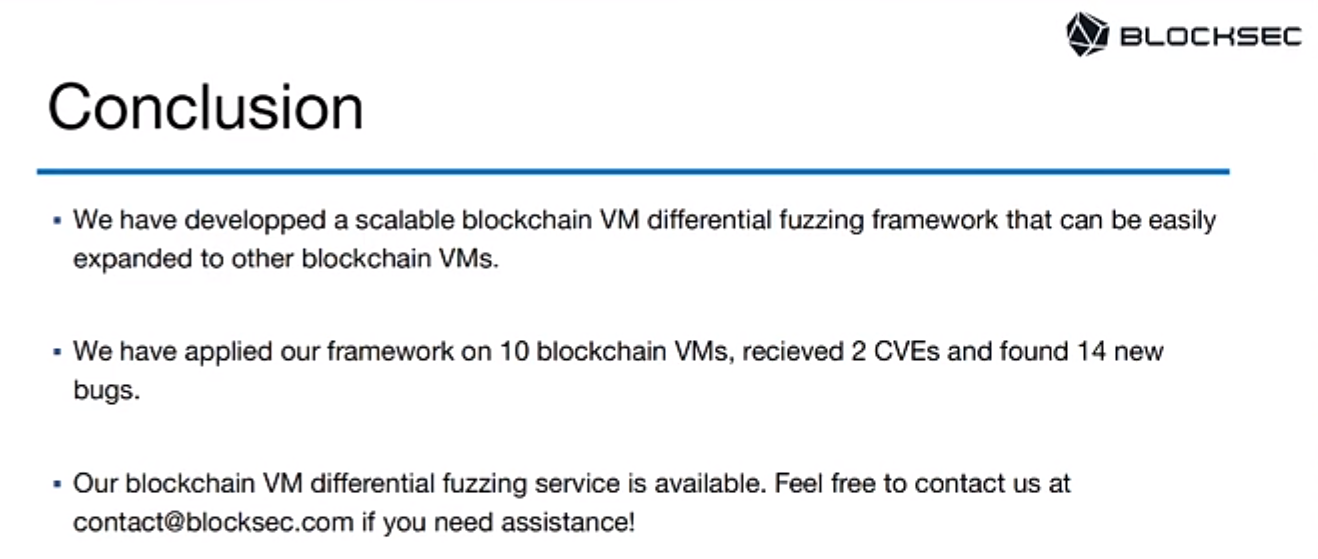 BLOCKSEC
Conclusion
▪ We have developped a scalable blockchain VM differential fuzzing framework that can be easily
expanded to other blockchain VMs.
▪ We have applied our framework on 10 blockchain VMs, recieved 2 CVEs and found 14 new
bugs.
▪ Our blockchain VM differential fuzzing service is available. Feel free to contact us at
contact@blocksec.com if you need assistance!